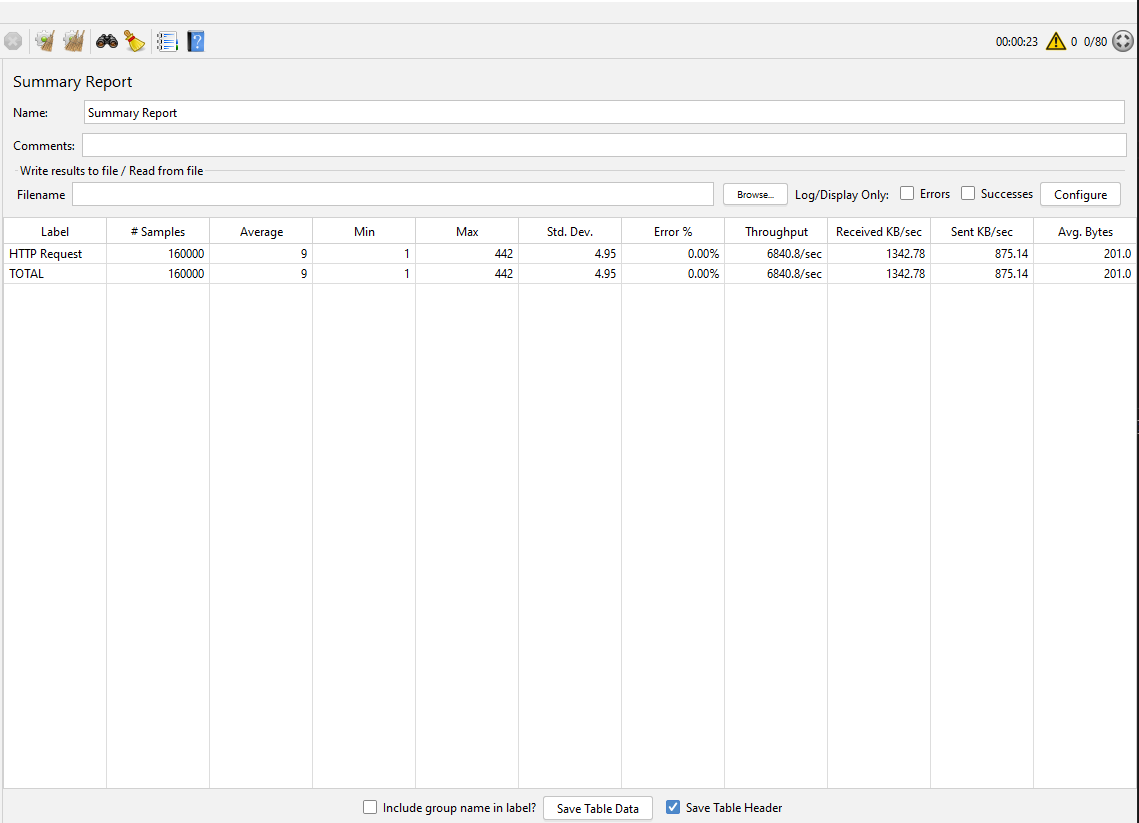 00:00:23 0 0/80
Summary Report
Name: Summary Report
Comments:
Write results to file / Read from file
Filename Browse... Log/Display Only: Errors Successes Configure
Label # Samples Average Min Max Std. Dev. Error % Throughput Received KB/sec Sent KB/sec Avg. Bytes
HTTP Request 160000 9 1 442 4.95 0.00% 6840.8/sec 1342.78 875.14 201.0
TOTAL 160000 9 1 442 4.95 0.00% 6840.8/sec 1342.78 875.14 201.0
Include group name in label? Save Table Data Save Table Header